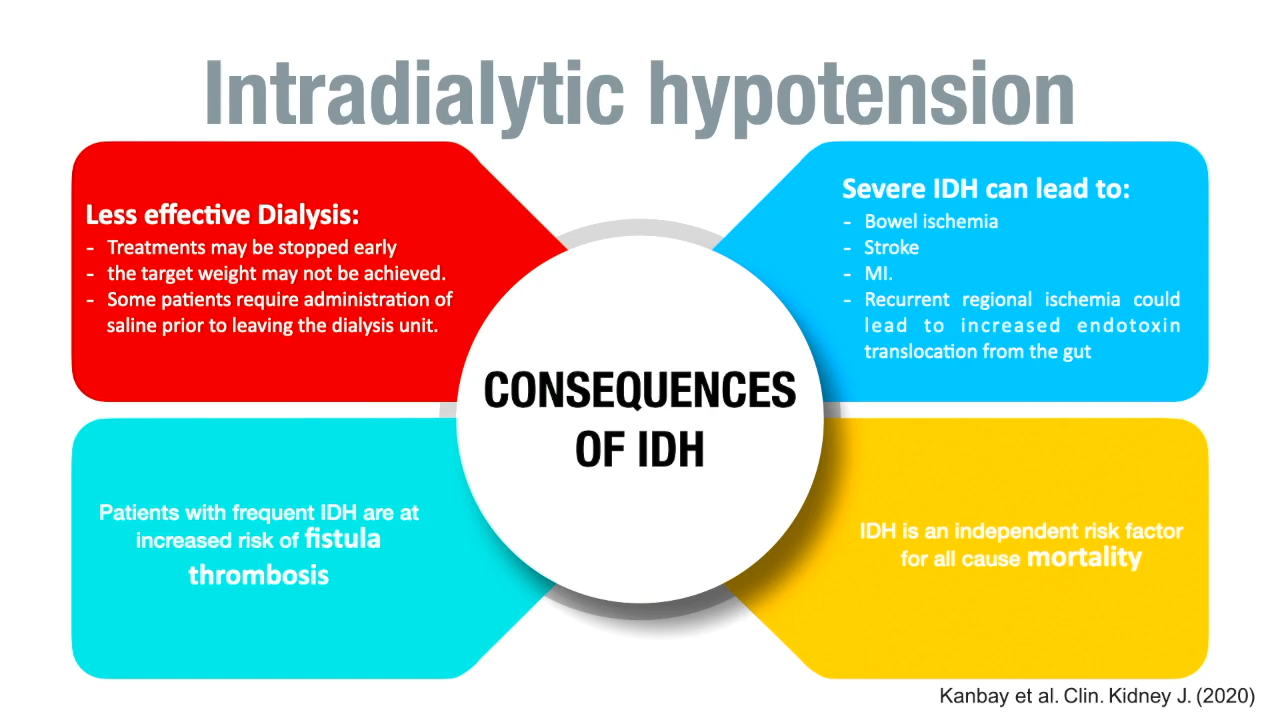 Intradialytic hypotension
Less effective Dialysis:
- Treatments may be stopped early
- the target weight may not be achieved.
- Some patients require administration of
saline prior to leaving the dialysis unit.
Severe IDH can lead to:
- Bowel ischemia
- Stroke
- MI.
- Recurrent regional ischemia could
lead to increased endotoxin
translocation from the gut
CONSEQUENCES
OF IDH
Patients with frequent IDH are at
increased risk of fistula
thrombosis
IDH is an independent risk factor
for all cause mortality
Kanbay et al. Clin. Kidney J. (2020)